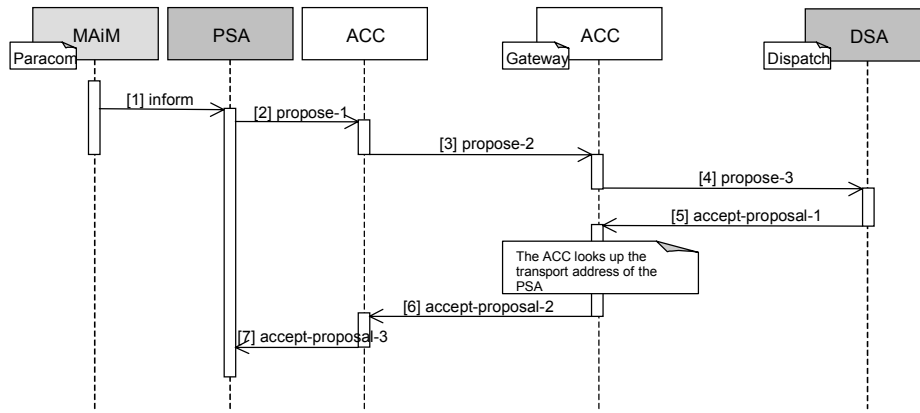 MAiM
PSA
ACC
ACC
DSA
Paracom
Gateway
Dispatch
[1] inform
[2] propose-1
[3] propose-2
[4] propose-3
[5] accept-proposal-1
The ACC looks up the
transport address of the
PSA
[6] accept-proposal-2
[7] accept-proposal-3